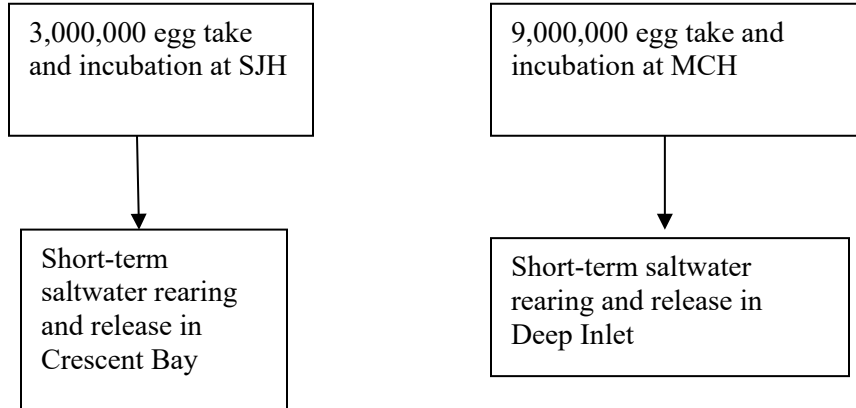 3,000,000 egg take
and incubation at SJH
9,000,000 egg take and
incubation at MCH
Short-term
saltwater rearing
and release in
Crescent Bay
Short-term saltwater
rearing and release in
Deep Inlet